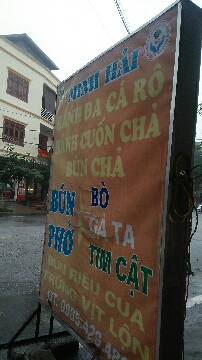 MINH HẢI
BÁNH ĐA CÁ RÔ
BÁNH CUỐN CHẢ
BÚN CHẢ
BÚN BÒ
PHỞ GÀ TA
TIM CẬT
BÚN RIÊU CUA
TRỨNG VỊT LỘN